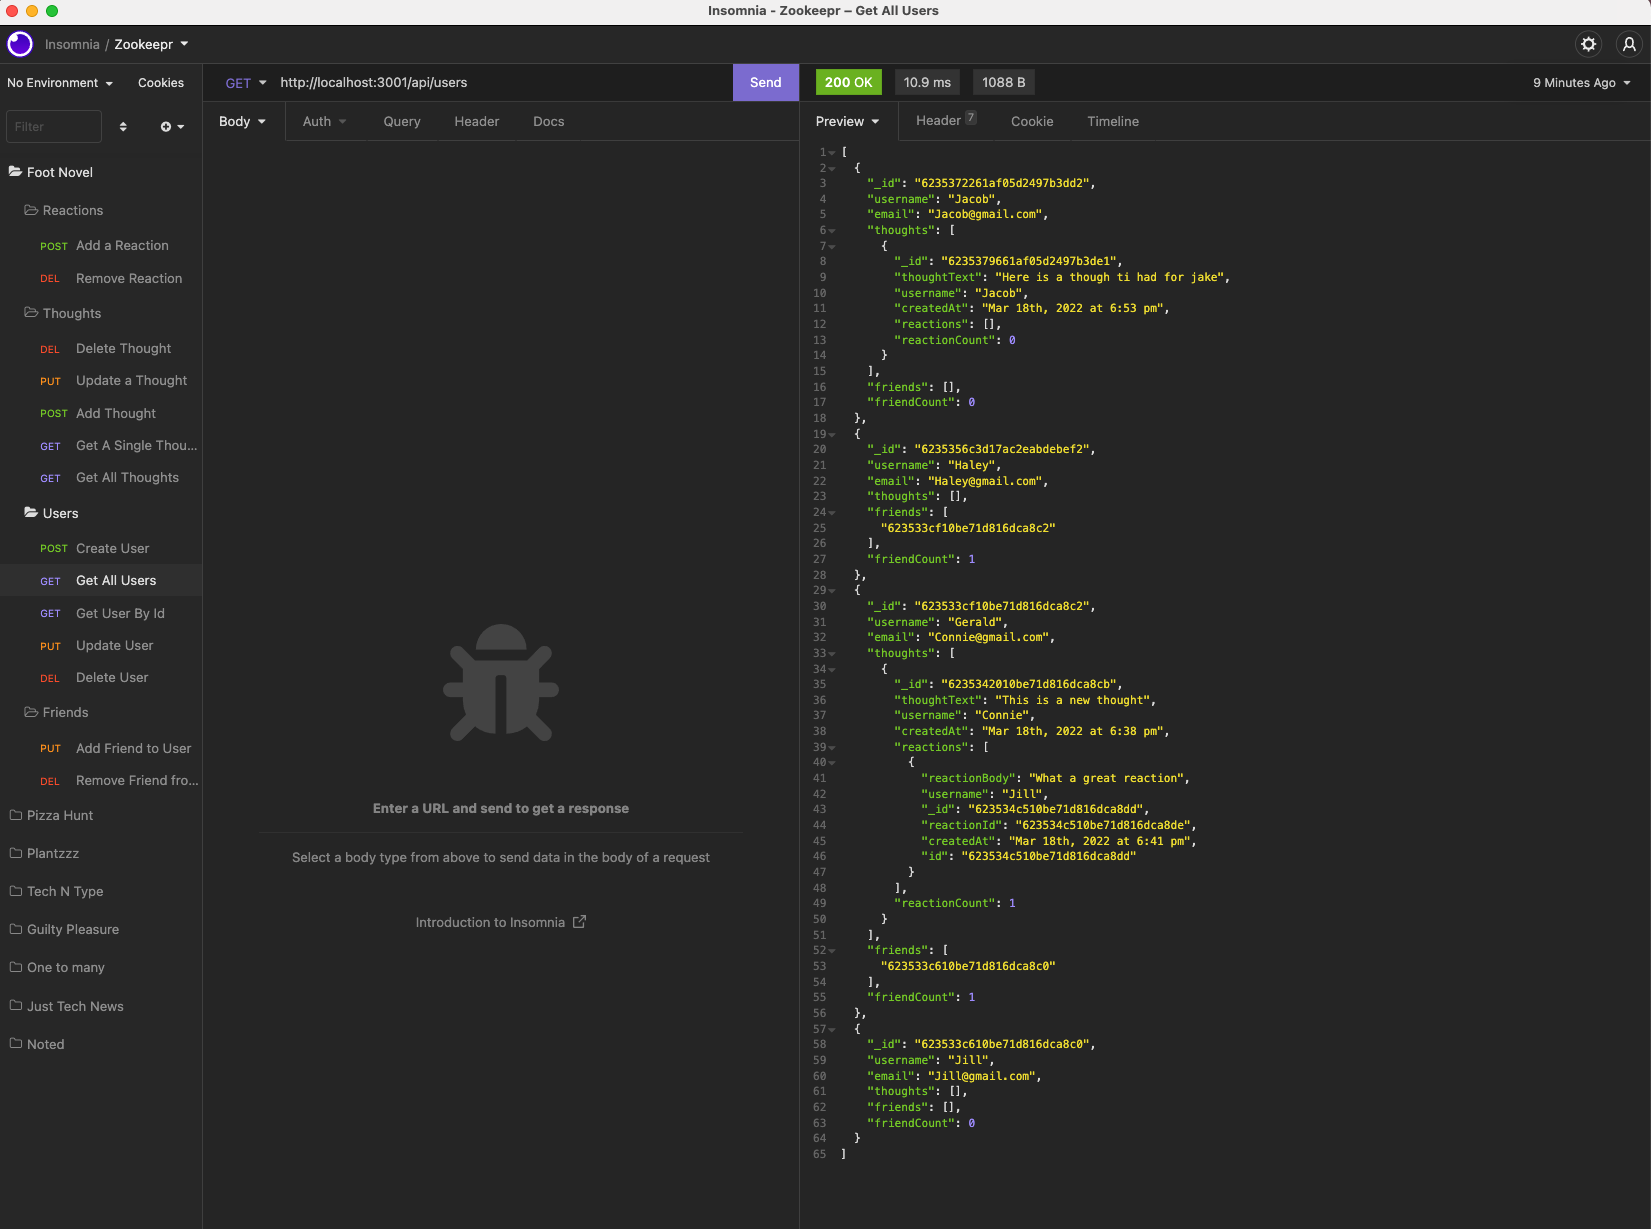 Insomnia - Zookeepr – Get All Users
Insomnia / Zookeepr
No Environment
Cookies
GET
http://localhost:3001/api/users
Send
200 OK
10.9 ms
1088 B
9 Minutes Ago
Filter
Body
Auth
Query
Header
Docs
Preview
Header 7
Cookie
Timeline
Foot Novel
Reactions
POST Add a Reaction
DEL Remove Reaction
Thoughts
DEL Delete Thought
PUT Update a Thought
POST Add Thought
GET Get A Single Thou...
GET Get All Thoughts
Users
POST Create User
GET Get All Users
GET Get User By Id
PUT Update User
DEL Delete User
Friends
PUT Add Friend to User
DEL Remove Friend fro...
Pizza Hunt
Plantzzz
Tech N Type
Guilty Pleasure
One to many
Just Tech News
Noted
Enter a URL and send to get a response
Select a body type from above to send data in the body of a request
Introduction to Insomnia
1 [
2 {
3 "_id": "6235372261af05d2497b3dd2",
4 "username": "Jacob",
5 "email": "Jacob@gmail.com",
6 "thoughts": [
7 {
8 "_id": "6235379661af05d2497b3de1",
9 "thoughtText": "Here is a though ti had for jake",
10 "username": "Jacob",
11 "createdAt": "Mar 18th, 2022 at 6:53 pm",
12 "reactions": [],
13 "reactionCount": 0
14 }
15 ],
16 "friends": [],
17 "friendCount": 0
18 },
19 {
20 "_id": "6235356c3d17ac2eabdebef2",
21 "username": "Haley",
22 "email": "Haley@gmail.com",
23 "thoughts": [],
24 "friends": [
25 "623533cf10be71d816dca8c2"
26 ],
27 "friendCount": 1
28 },
29 {
30 "_id": "623533cf10be71d816dca8c2",
31 "username": "Gerald",
32 "email": "Connie@gmail.com",
33 "thoughts": [
34 {
35 "_id": "6235342010be71d816dca8cb",
36 "thoughtText": "This is a new thought",
37 "username": "Connie",
38 "createdAt": "Mar 18th, 2022 at 6:38 pm",
39 "reactions": [
40 {
41 "reactionBody": "What a great reaction",
42 "username": "Jill",
43 "_id": "623534c510be71d816dca8dd",
44 "reactionId": "623534c510be71d816dca8de",
45 "createdAt": "Mar 18th, 2022 at 6:41 pm",
46 "id": "623534c510be71d816dca8dd"
47 }
48 ],
49 "reactionCount": 1
50 }
51 ],
52 "friends": [
53 "623533c610be71d816dca8c0"
54 ],
55 "friendCount": 1
56 },
57 {
58 "_id": "623533c610be71d816dca8c0",
59 "username": "Jill",
60 "email": "Jill@gmail.com",
61 "thoughts": [],
62 "friends": [],
63 "friendCount": 0
64 }
65 ]